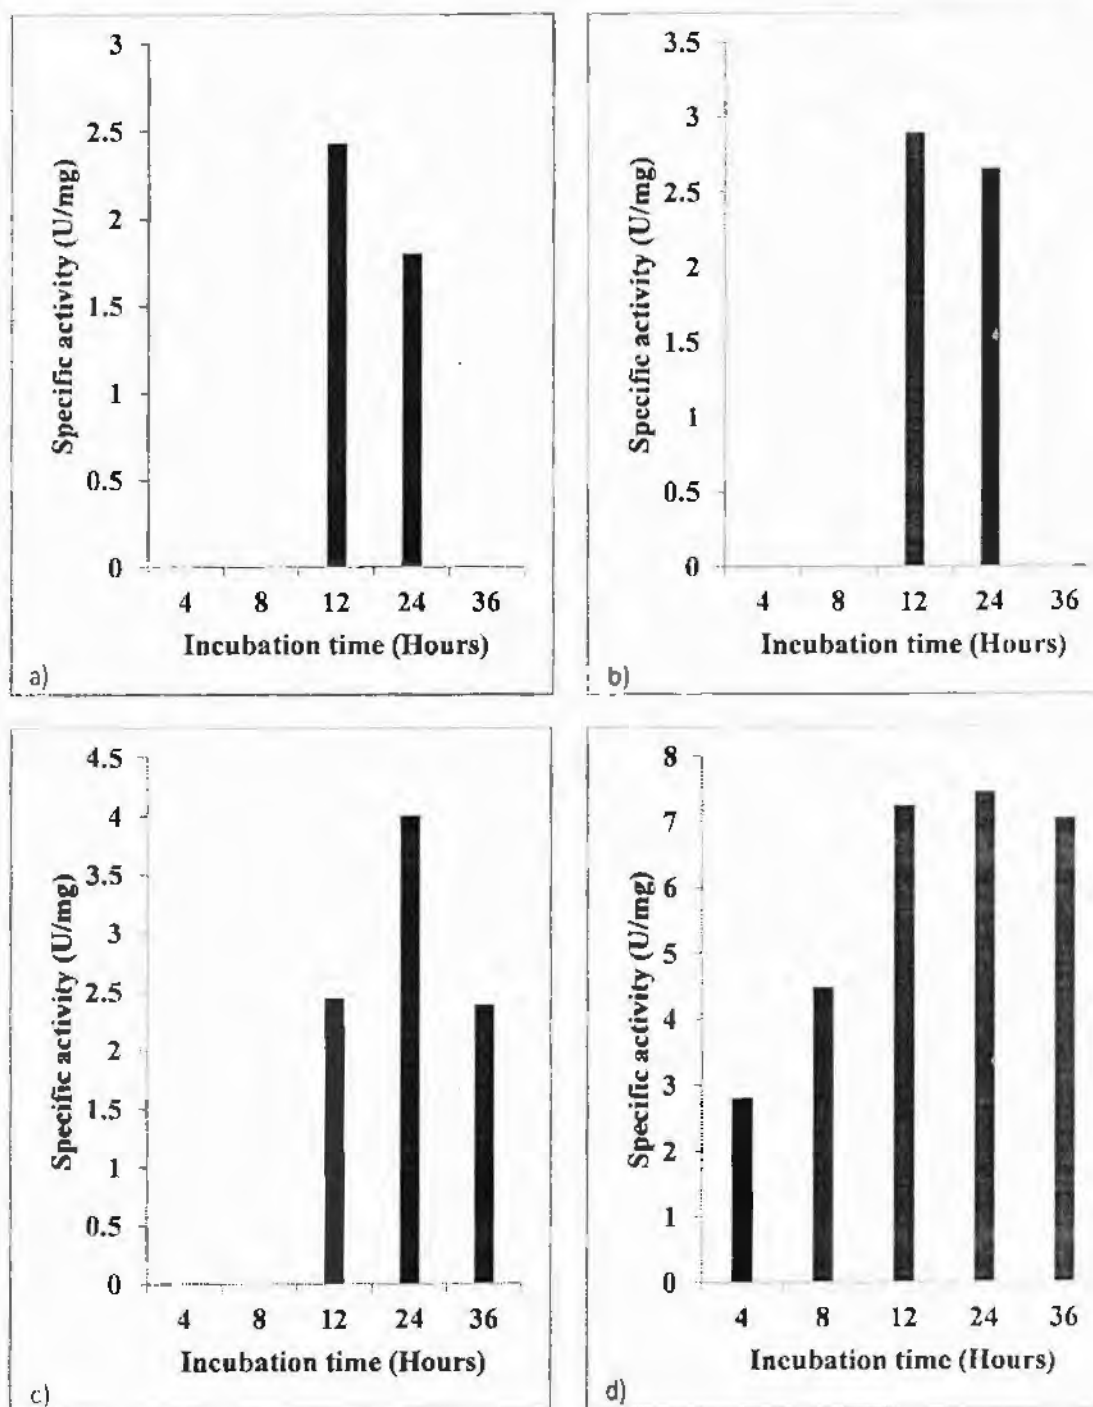 3
2.5
2
1.5
1
0.5
0
4 8 12 24 36
Specific activity (U/mg)
Incubation time (Hours)
a)
3.5
3
2.5
2
1.5
1
0.5
0
4 8 12 24 36
Specific activity (U/mg)
Incubation time (Hours)
b)
4.5
4
3.5
3
2.5
2
1.5
1
0.5
0
4 8 12 24 36
Specific activity (U/mg)
Incubation time (Hours)
c)
8
7
6
5
4
3
2
1
0
4 8 12 24 36
Specific activity (U/mg)
Incubation time (Hours)
d)